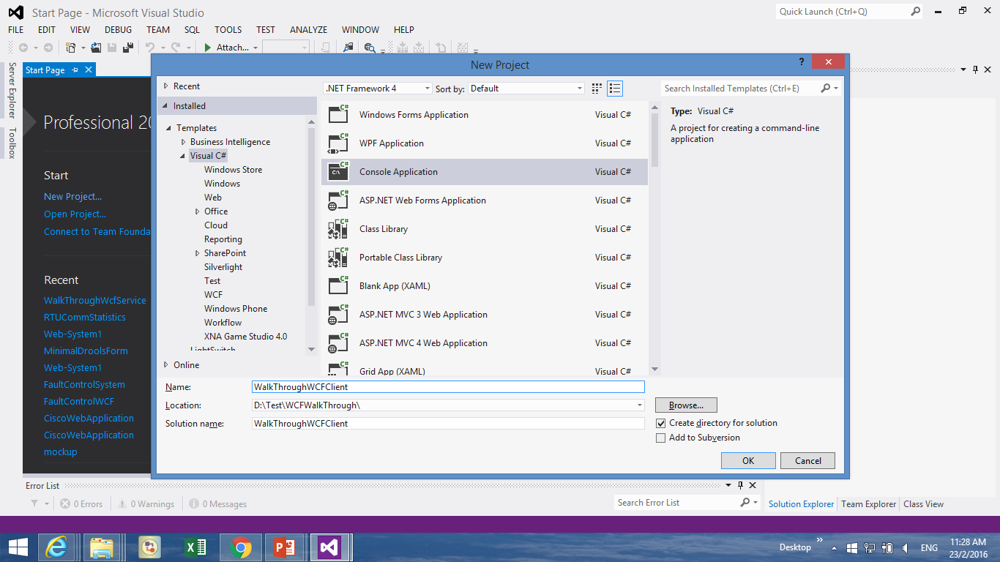 Start Page - Microsoft Visual Studio
Quick Launch (Ctrl+Q)
FILE EDIT VIEW DEBUG TEAM SQL TOOLS TEST ANALYZE WINDOW HELP
Attach...
Server Explorer
Toolbox
Start Page
Professional 20
Start
New Project...
Open Project...
Connect to Team Founda
Recent
WalkThroughWcfService
RTUCommStatistics
Web-System1
MinimalDroolsForm
Web-System1
FaultControlSystem
FaultControlWCF
CiscoWebApplication
CiscoWebApplication
mockup
New Project
?
Recent
Installed
Templates
Business Intelligence
Visual C#
Windows Store
Windows
Web
Office
Cloud
Reporting
SharePoint
Silverlight
Test
WCF
Windows Phone
Workflow
XNA Game Studio 4.0
LightSwitch
Online
.NET Framework 4 Sort by: Default
Windows Forms Application Visual C#
WPF Application Visual C#
Console Application Visual C#
ASP.NET Web Forms Application Visual C#
Class Library Visual C#
Portable Class Library Visual C#
Blank App (XAML) Visual C#
ASP.NET MVC 3 Web Application Visual C#
ASP.NET MVC 4 Web Application Visual C#
Grid App (XAML) Visual C#
Search Installed Templates (Ctrl+E)
Type: Visual C#
A project for creating a command-line
application
Name: WalkThroughWCFClient
Location: D:\Test\WCFWalkThrough\
Browse...
Solution name: WalkThroughWCFClient
Create directory for solution
Add to Subversion
OK Cancel
Error List
0 Errors 0 Warnings 0 Messages
Search Error List
Solution Explorer Team Explorer Class View
Desktop
ENG
11:28 AM
23/2/2016